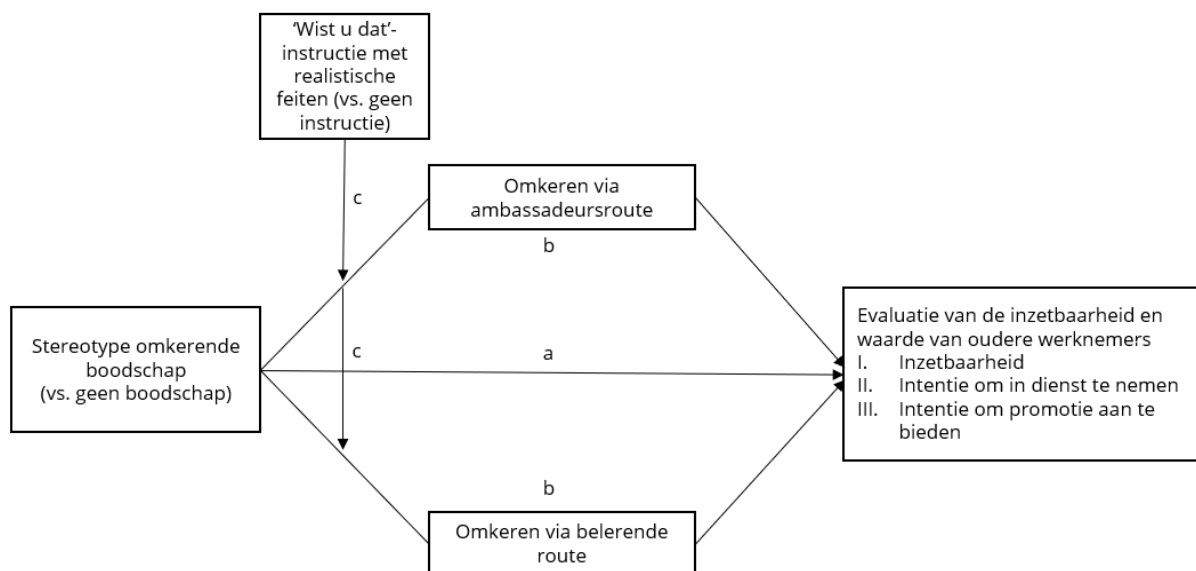 ‘Wist u dat’-
instructie met
realistische
feiten (vs. geen
instructie)
c
Omkeren via
ambassadeursroute
b
Stereotype omkerende
boodschap
(vs. geen boodschap)
c
a
Evaluatie van de inzetbaarheid en
waarde van oudere werknemers
I. Inzetbaarheid
II. Intentie om in dienst te nemen
III. Intentie om promotie aan te
bieden
b
Omkeren via belerende
route